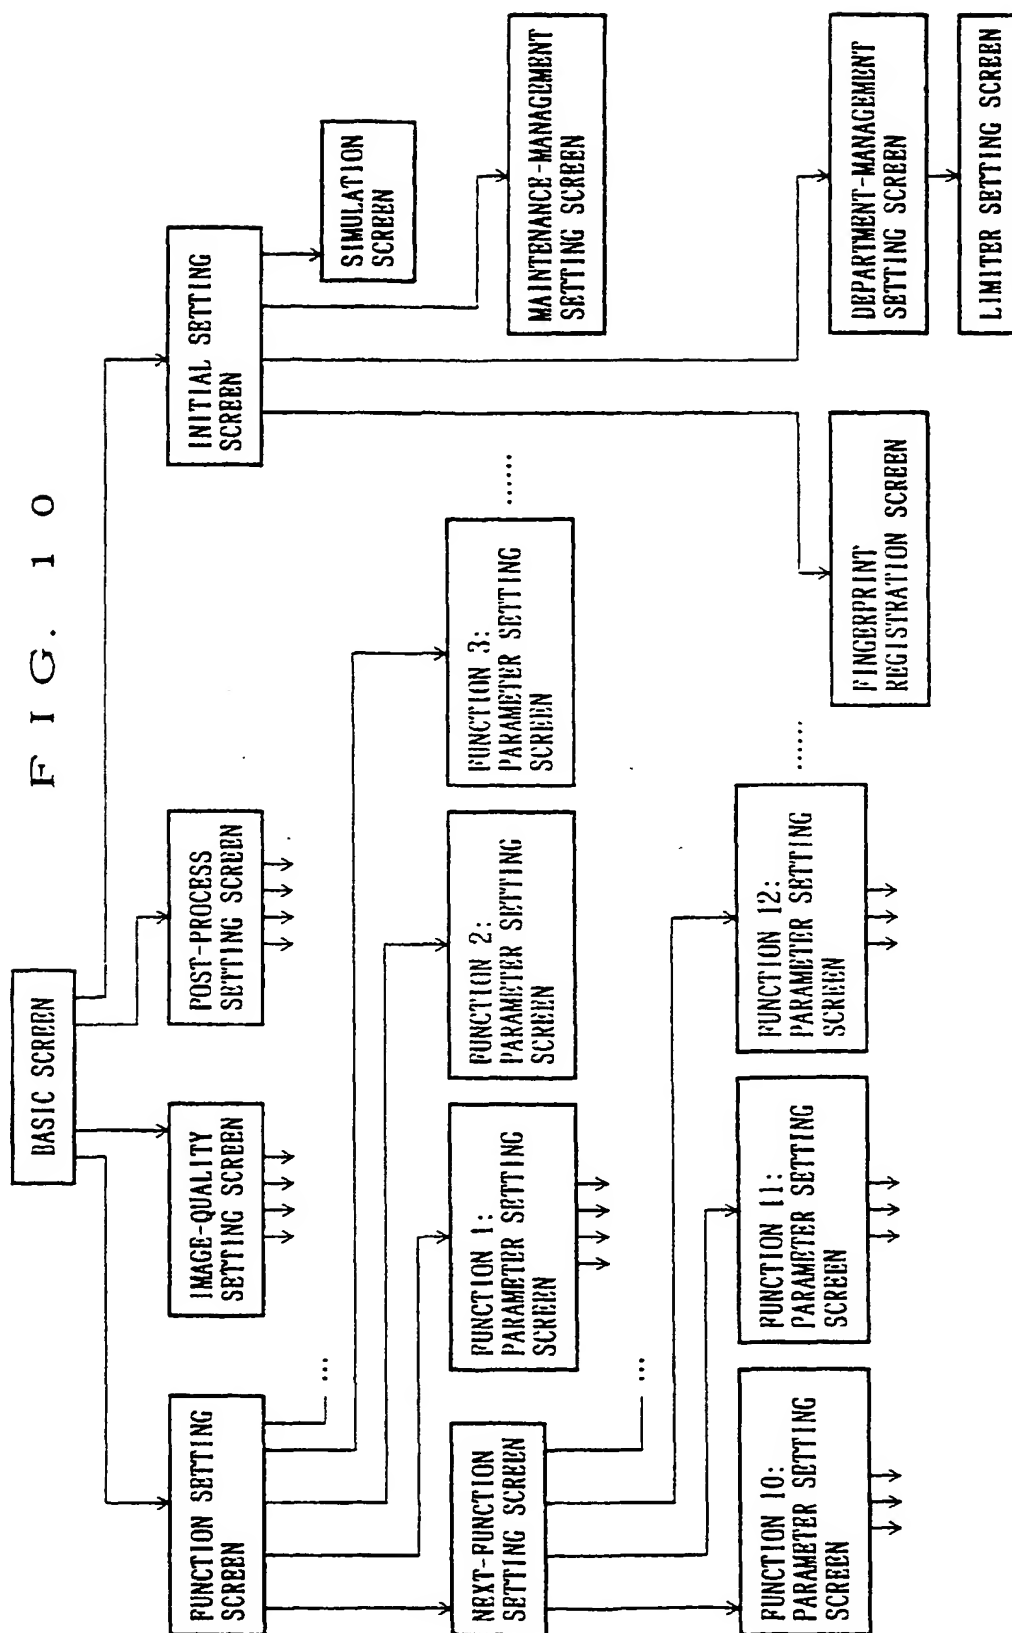 FIG. 10
BASIC SCREEN
FUNCTION SETTING
SCREEN
IMAGE-QUALITY
SETTING SCREEN
POST-PROCESS
SETTING SCREEN
INITIAL SETTING
SCREEN
...
SIMULATION
SCREEN
NEXT-FUNCTION
SETTING SCREEN
FUNCTION 1:
PARAMETER SETTING
SCREEN
FUNCTION 2:
PARAMETER SETTING
SCREEN
FUNCTION 3:
PARAMETER SETTING
SCREEN
......
MAINTENANCE-MANAGEMENT
SETTING SCREEN
...
FUNCTION 10:
PARAMETER SETTING
SCREEN
FUNCTION 11:
PARAMETER SETTING
SCREEN
FUNCTION 12:
PARAMETER SETTING
SCREEN
......
FINGERPRINT
REGISTRATION SCREEN
DEPARTMENT-MANAGEMENT
SETTING SCREEN
LIMITER SETTING SCREEN